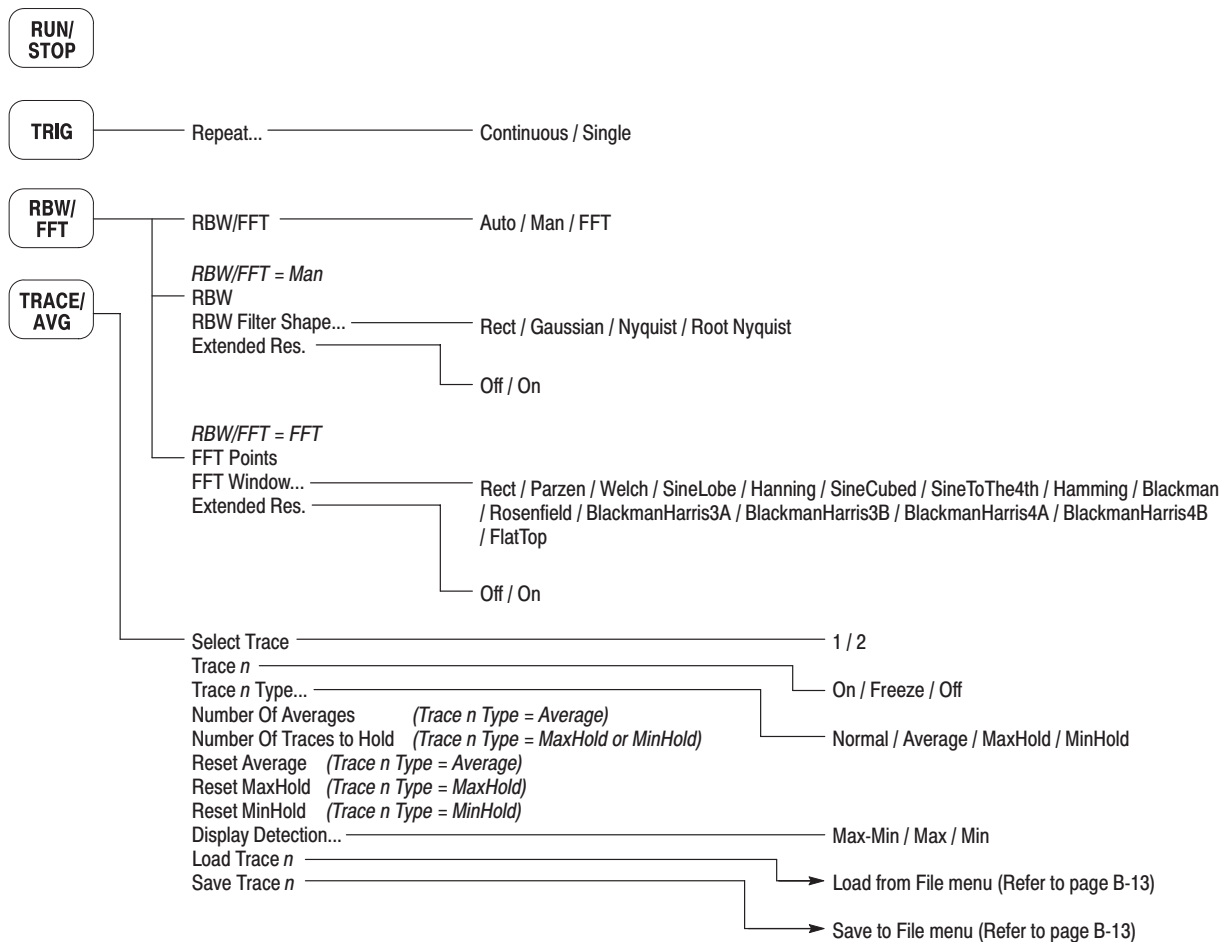 RUN/
STOP
TRIG
Repeat...
Continuous / Single
RBW/
FFT
RBW/FFT
Auto / Man / FFT
RBW/FFT = Man
RBW
RBW Filter Shape...
Rect / Gaussian / Nyquist / Root Nyquist
Extended Res.
Off / On
RBW/FFT = FFT
FFT Points
FFT Window...
Rect / Parzen / Welch / SineLobe / Hanning / SineCubed / SineToThe4th / Hamming / Blackman
/ Rosenfield / BlackmanHarris3A / BlackmanHarris3B / BlackmanHarris4A / BlackmanHarris4B
/ FlatTop
Extended Res.
Off / On
TRACE/
AVG
Select Trace
1 / 2
Trace n
On / Freeze / Off
Trace n Type...
Normal / Average / MaxHold / MinHold
Number Of Averages (Trace n Type = Average)
Number Of Traces to Hold (Trace n Type = MaxHold or MinHold)
Reset Average (Trace n Type = Average)
Reset MaxHold (Trace n Type = MaxHold)
Reset MinHold (Trace n Type = MinHold)
Display Detection...
Max-Min / Max / Min
Load Trace n
Load from File menu (Refer to page B-13)
Save Trace n
Save to File menu (Refer to page B-13)